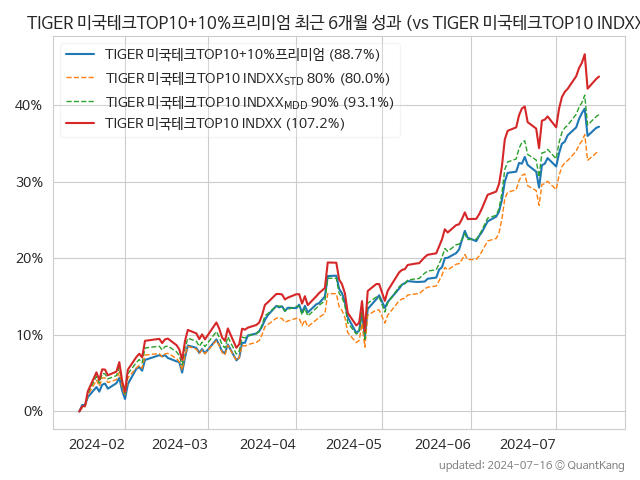 TIGER 미국테크TOP10+10%프리미엄 최근 6개월 성과 (vs TIGER 미국테크TOP10 INDXX
TIGER 미국테크TOP10+10%프리미엄 (88.7%)
TIGER 미국테크TOP10 INDXX_STD 80% (80.0%)
TIGER 미국테크TOP10 INDXX_MDD 90% (93.1%)
TIGER 미국테크TOP10 INDXX (107.2%)
40%
30%
20%
10%
0%
2024-02 2024-03 2024-04 2024-05 2024-06 2024-07
updated: 2024-07-16 © QuantKang